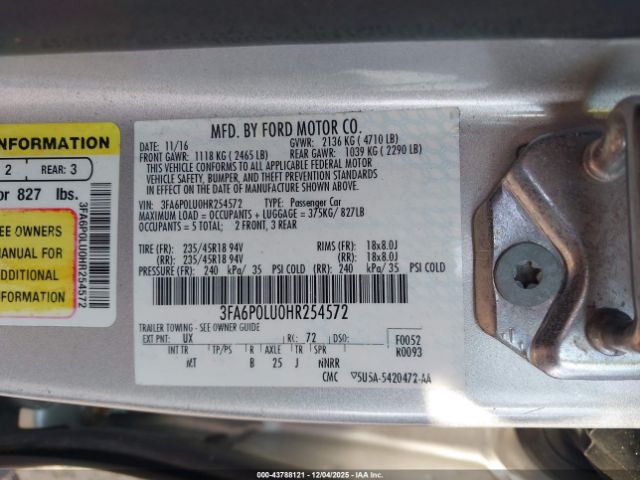 INFORMATION
2 REAR: 3
or 827 lbs.
SEE OWNERS
MANUAL FOR
ADDITIONAL
INFORMATION
3FA6P0LU0HR254572
MFD. BY FORD MOTOR CO.
DATE: 11/16 GVWR: 2136 KG ( 4710 LB)
FRONT GAWR: 1118 KG ( 2465 LB) REAR GAWR: 1039 KG ( 2290 LB)
THIS VEHICLE CONFORMS TO ALL APPLICABLE FEDERAL MOTOR
VEHICLE SAFETY, BUMPER, AND THEFT PREVENTION STANDARDS
IN EFFECT ON THE DATE OF MANUFACTURE SHOWN ABOVE.
VIN: 3FA6P0LU0HR254572 TYPE: Passenger Car
MAXIMUM LOAD = OCCUPANTS + LUGGAGE = 375KG/ 827LB
OCCUPANTS = 5 TOTAL: 2 FRONT, 3 REAR
TIRE (FR): 235/45R18 94V RIMS (FR): 18x8.0J
(RR): 235/45R18 94V (RR): 18x8.0J
PRESSURE (FR): 240 kPa/ 35 PSI COLD (RR): 240 kPa/ 35 PSI COLD
3FA6P0LU0HR254572
TRAILER TOWING - SEE OWNER GUIDE
EXT PNT: UX RC: 72 DSO: F0052
INT TR TP/PS R AXLE TR SPR R0093
MT B 25 J NNRR
CMC ▽5U5A-5420472-AA
000-43788121 - 12/04/2025 - IAAI.COM